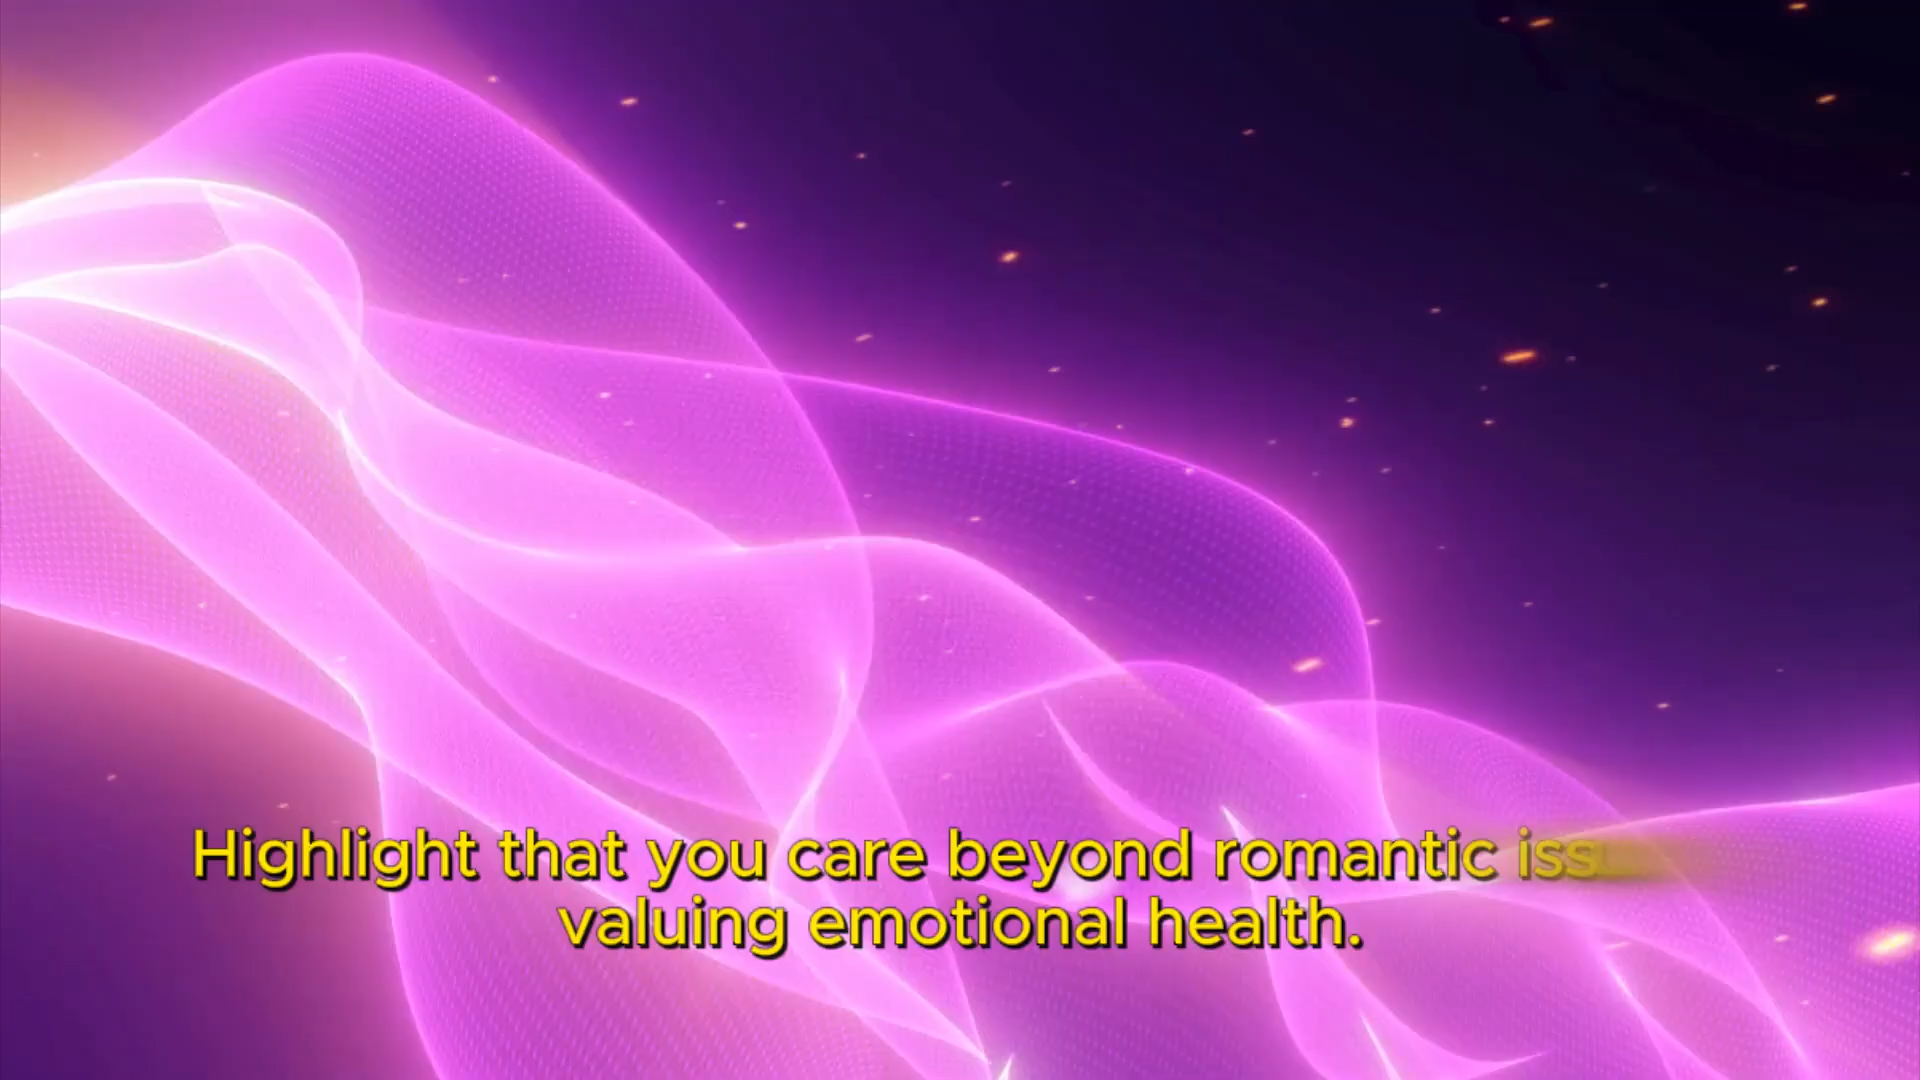 Highlight that you care beyond romantic
valuing emotional health.